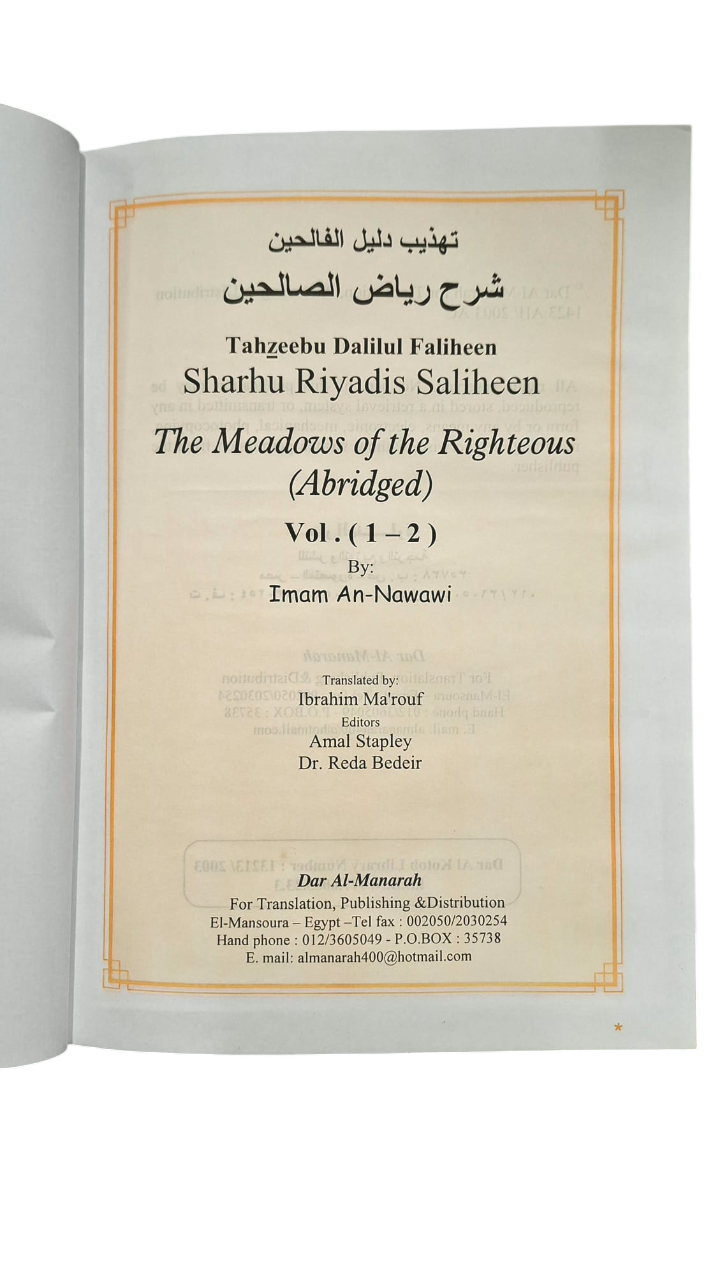 تهذيب دليل الفالحين
شرح رياض الصالحين
Tahzeebu Dalilul Faliheen
Sharhu Riyadis Saliheen
The Meadows of the Righteous
(Abridged)
Vol . ( 1 – 2 )
By:
Imam An-Nawawi
Translated by:
Ibrahim Ma'rouf
Editors
Amal Stapley
Dr. Reda Bedeir
Dar Al-Manarah
For Translation, Publishing &Distribution
El-Mansoura – Egypt –Tel fax : 002050/2030254
Hand phone : 012/3605049 - P.O.BOX : 35738
E. mail: almanarah400@hotmail.com
*